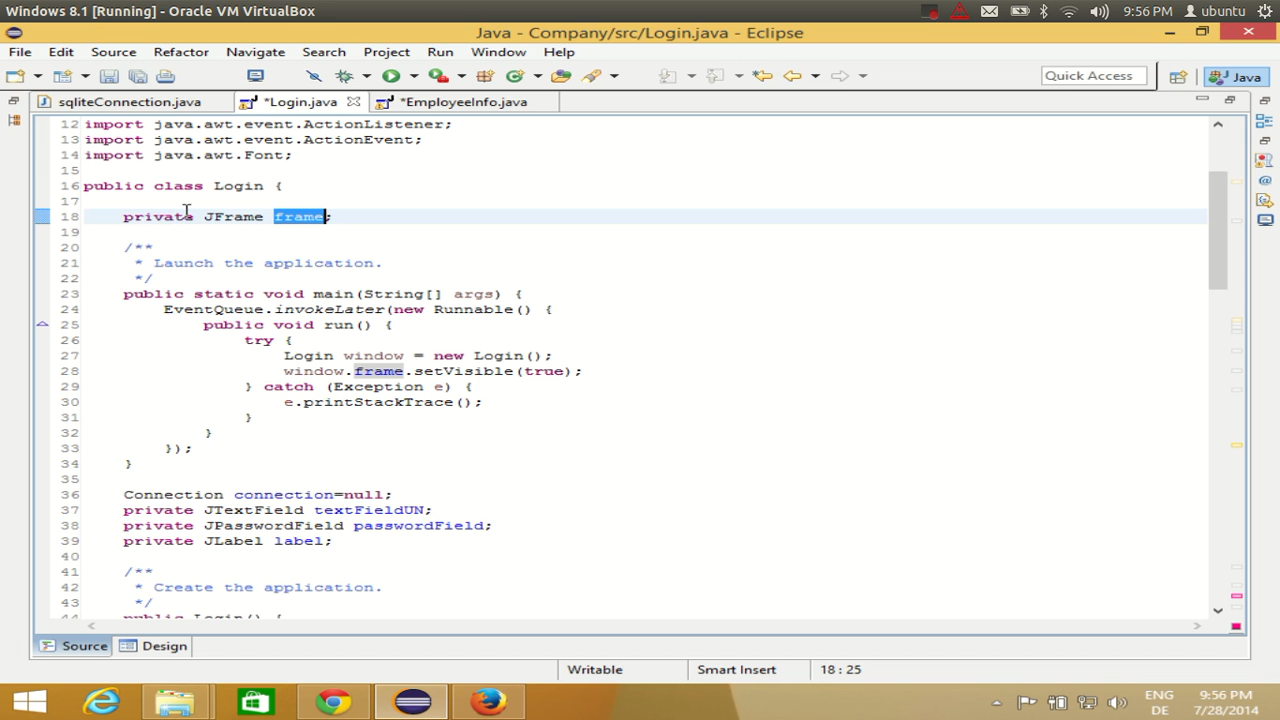 Windows 8.1 [Running] - Oracle VM VirtualBox
9:56 PM
ubuntu
Java - Company/src/Login.java - Eclipse
File Edit Source Refactor Navigate Search Project Run Window Help
Quick Access
Java
sqliteConnection.java
*Login.java
*EmployeeInfo.java
12 import java.awt.event.ActionListener;
13 import java.awt.event.ActionEvent;
14 import java.awt.Font;
15
16 public class Login {
17
18 private JFrame frame;
19
20 /**
21 * Launch the application.
22 */
23 public static void main(String[] args) {
24 EventQueue.invokeLater(new Runnable() {
25 public void run() {
26 try {
27 Login window = new Login();
28 window.frame.setVisible(true);
29 } catch (Exception e) {
30 e.printStackTrace();
31 }
32 }
33 });
34 }
35
36 Connection connection=null;
37 private JTextField textFieldUN;
38 private JPasswordField passwordField;
39 private JLabel label;
40
41 /**
42 * Create the application.
43 */
44 public Login() {
Source Design
Writable Smart Insert 18 : 25
ENG 9:56 PM
DE 7/28/2014